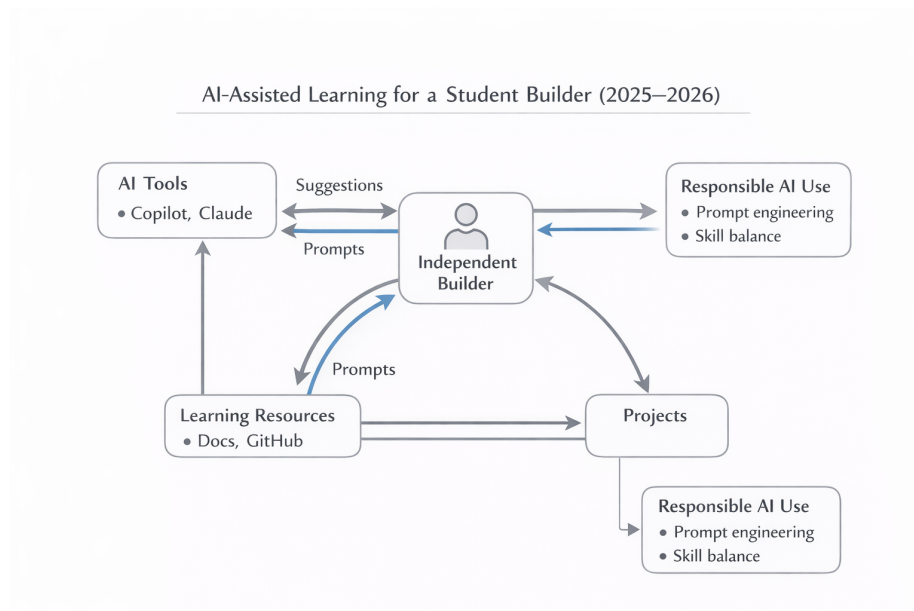 AI-Assisted Learning for a Student Builder (2025—2026)
AI Tools
• Copilot, Claude
Suggestions
Prompts
Independent
Builder
Responsible AI Use
• Prompt engineering
• Skill balance
Prompts
Learning Resources
• Docs, GitHub
Projects
Responsible AI Use
• Prompt engineering
• Skill balance